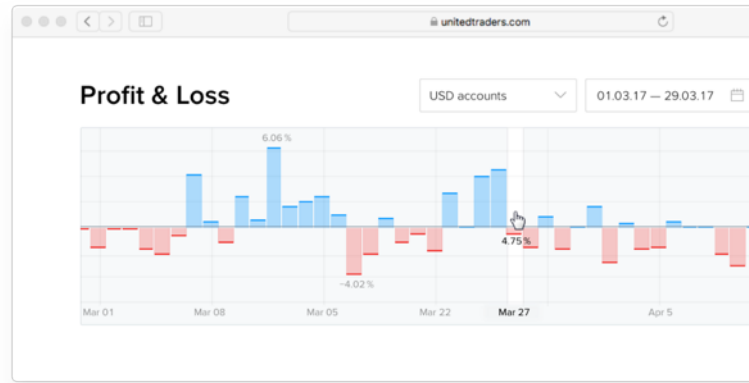 unitedtraders.com
Profit & Loss
USD accounts
01.03.17 — 29.03.17
6.06 %
4.75 %
−4.02 %
Mar 01
Mar 08
Mar 05
Mar 22
Mar 27
Apr 5